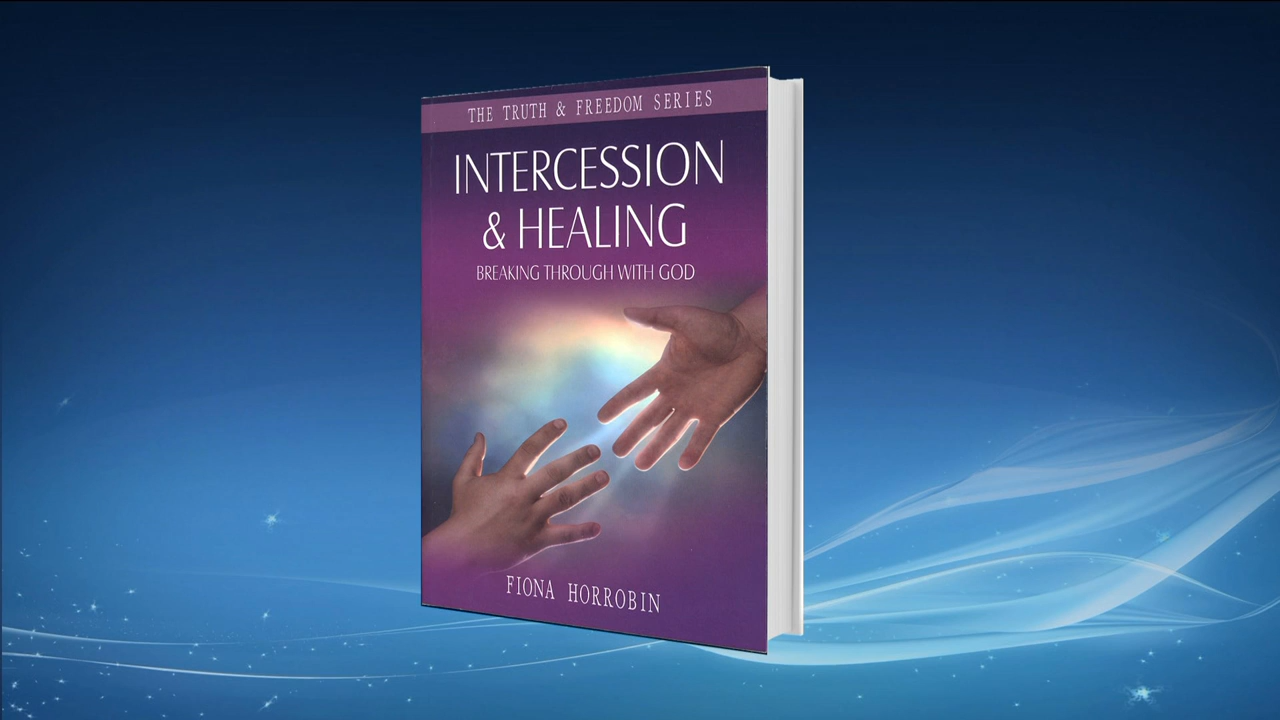 THE TRUTH & FREEDOM SERIES
INTERCESSION
& HEALING
BREAKING THROUGH WITH GOD
FIONA HORROBIN